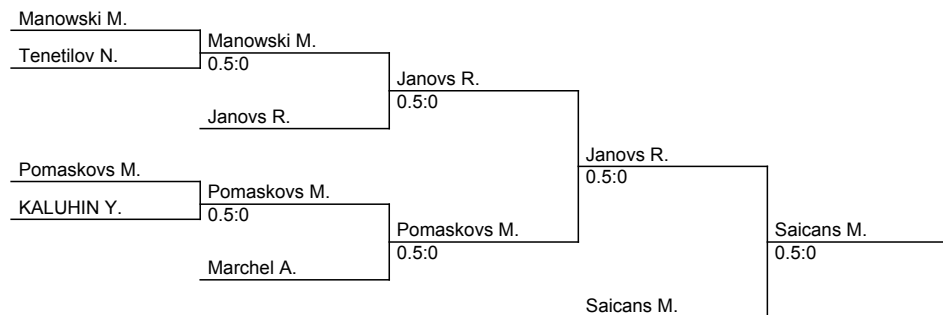 Manowski M.
Tenetilov N.
Manowski M.
0.5:0
Janovs R.
Janovs R.
0.5:0
Pomaskovs M.
KALUHIN Y.
Pomaskovs M.
0.5:0
Marchel A.
Pomaskovs M.
0.5:0
Janovs R.
0.5:0
Saicans M.
Saicans M.
0.5:0